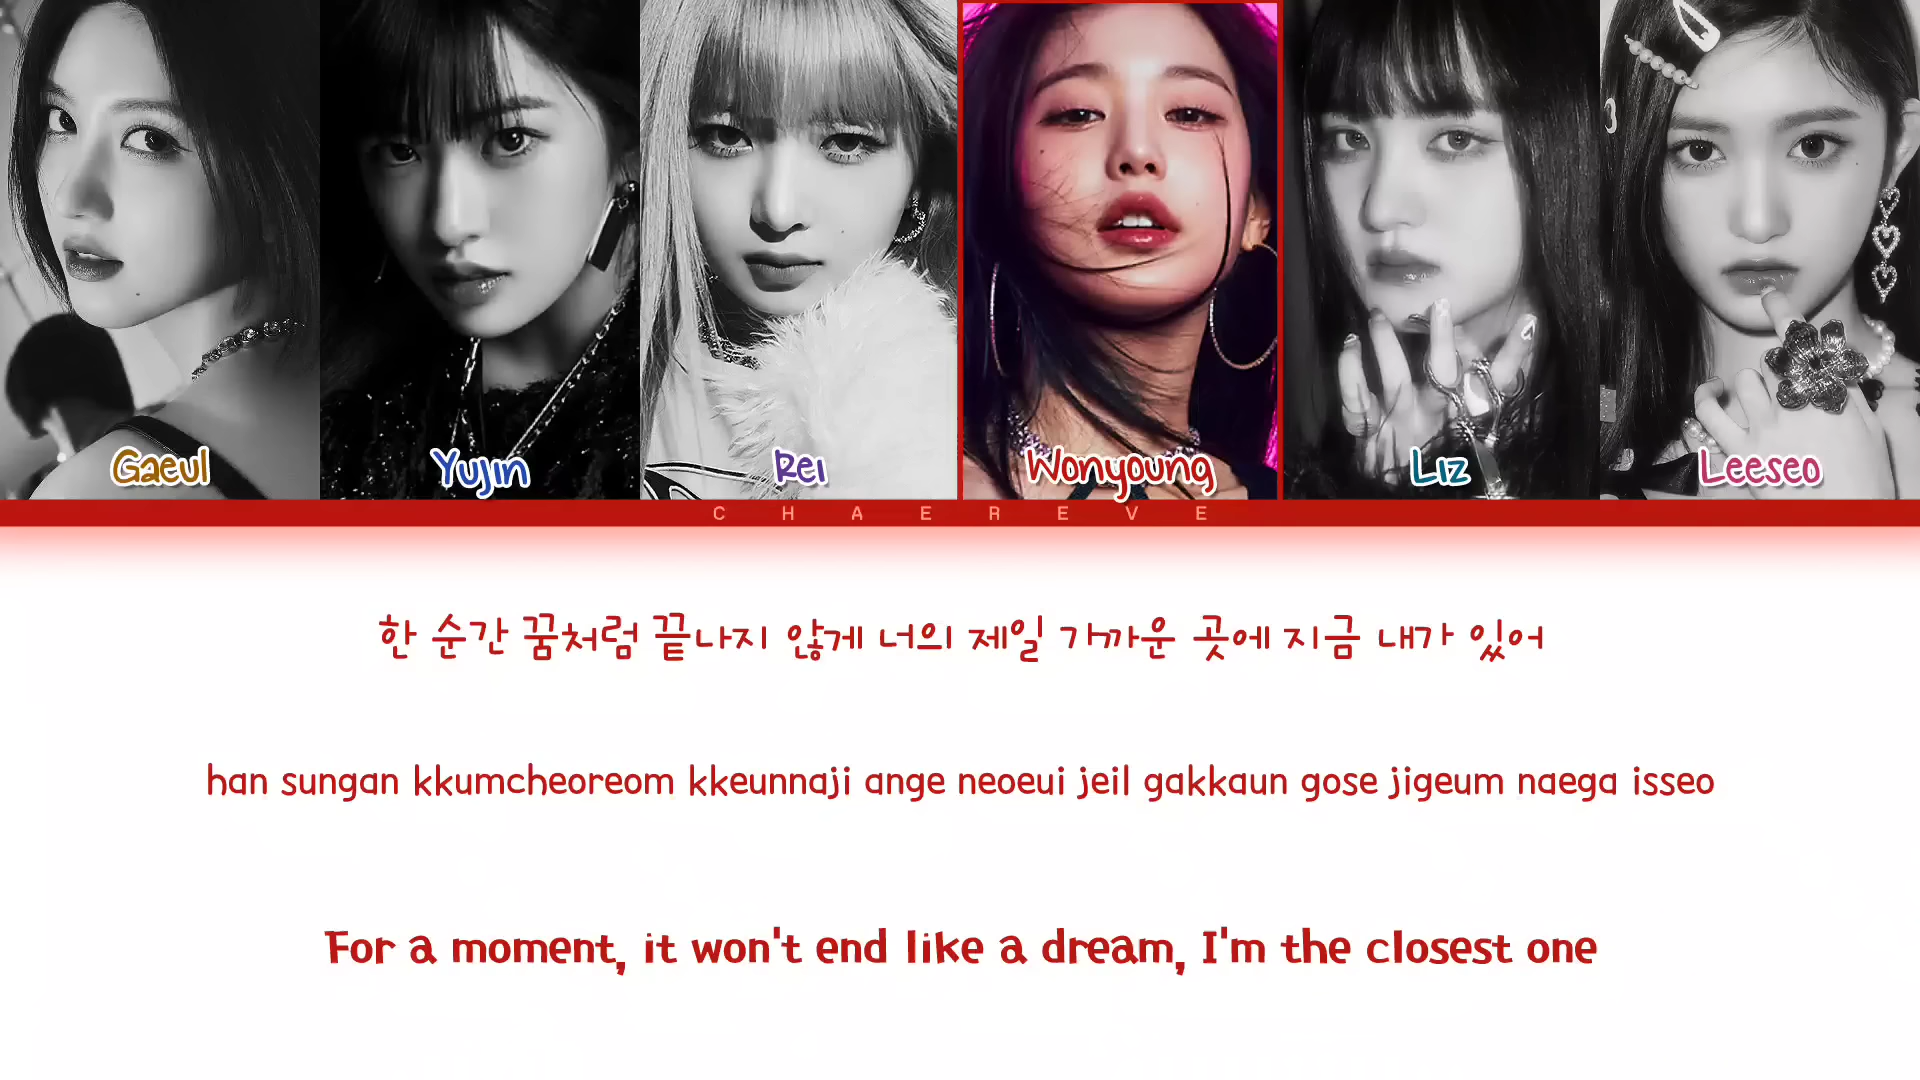 Gaeul
Yujin
Rei
Wonyoung
Liz
Leeseo
CHAEREVE
한 순간 꿈처럼 끝나지 않게 너의 제일 가까운 곳에 지금 내가 있어
han sungan kkumcheoreom kkeunnaji ange neoeui jeil gakkaun gose jigeum naega isseo
For a moment, it won't end like a dream, I'm the closest one